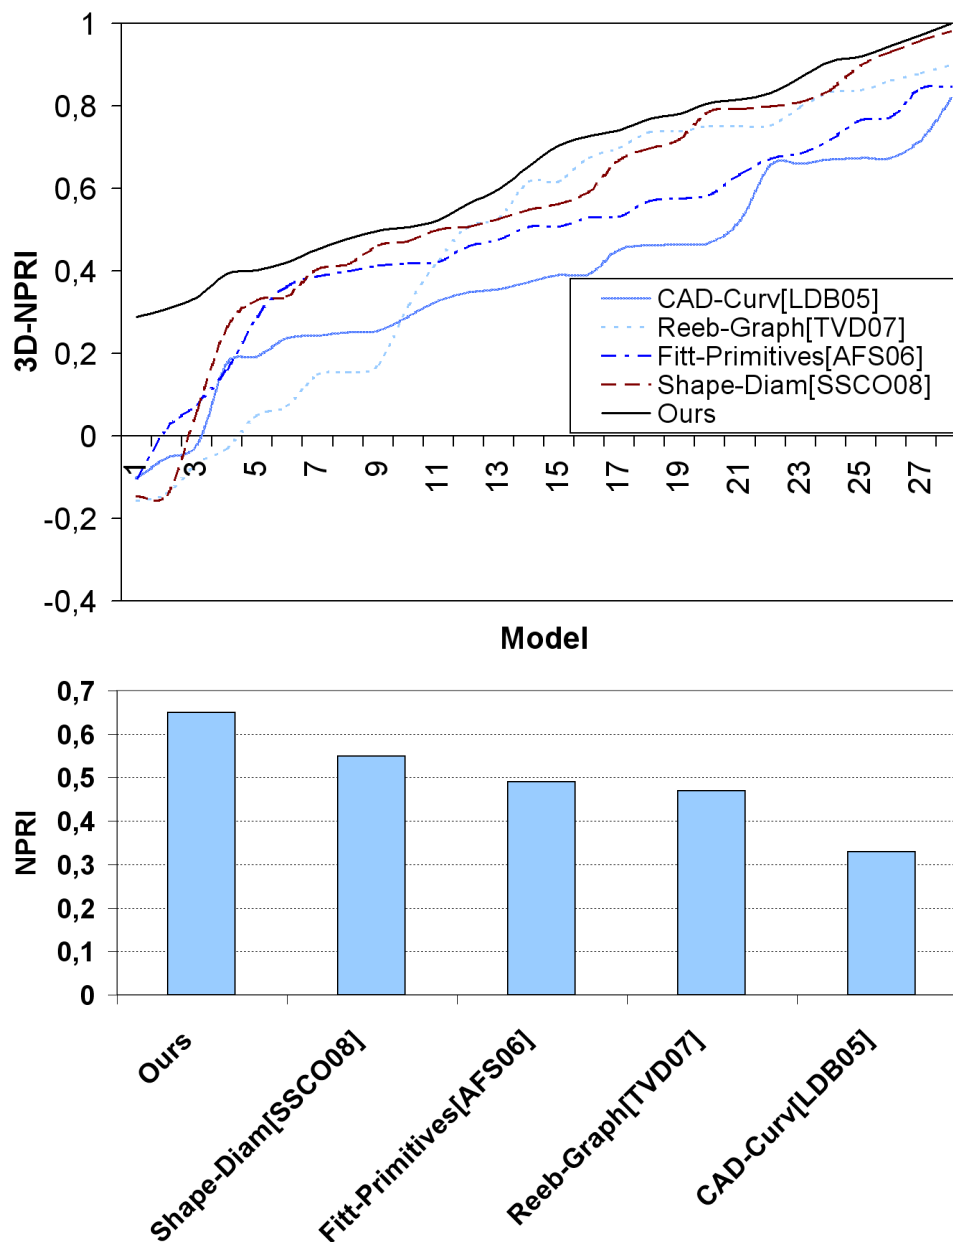 1
0,8
0,6
0,4
0,2
0
-0,2
-0,4
3D-NPRI
CAD-Curv[LDB05]
Reeb-Graph[TVD07]
Fitt-Primitives[AFS06]
Shape-Diam[SSCO08]
Ours
1 3 5 7 9 11 13 15 17 19 21 23 25 27
Model
0,7
0,6
0,5
0,4
0,3
0,2
0,1
0
NPRI
Ours
Shape-Diam[SSCO08]
Fitt-Primitives[AFS06]
Reeb-Graph[TVD07]
CAD-Curv[LDB05]